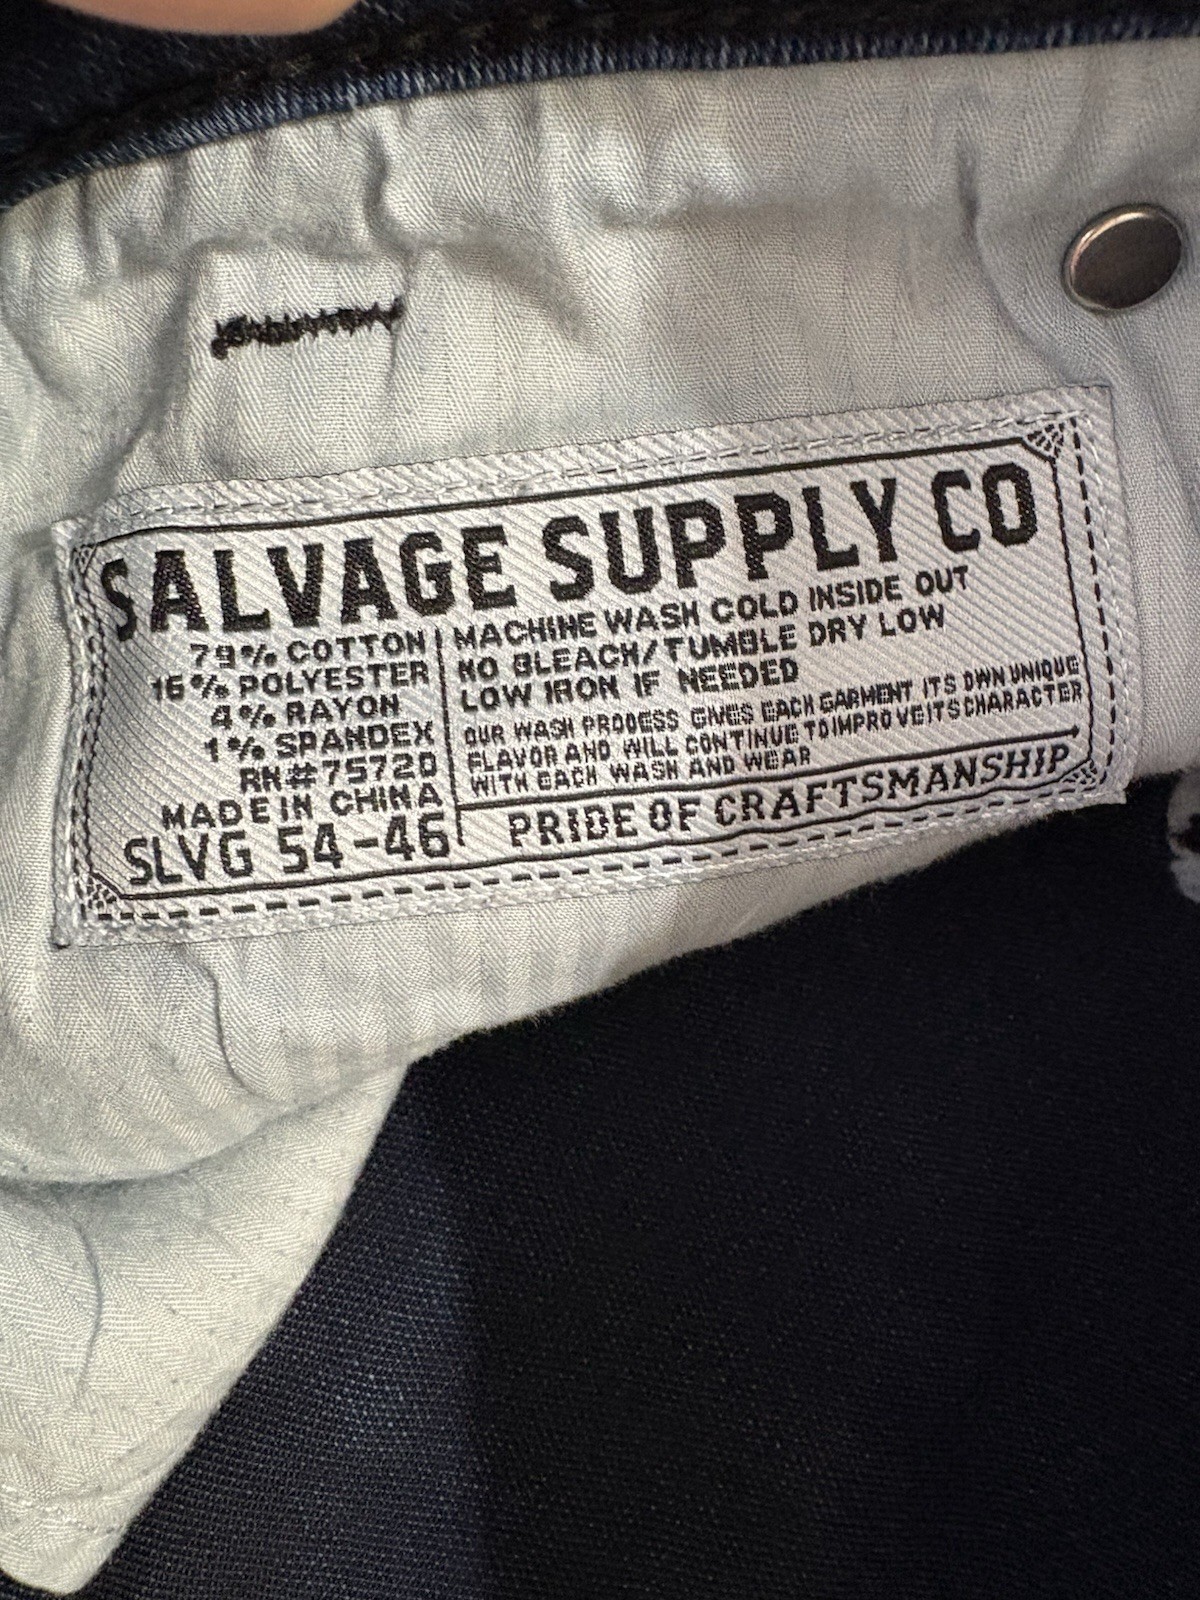 SALVAGE SUPPLY CO
79% COTTON
16% POLYESTER
4% RAYON
1% SPANDEX
RN#75720
MADE IN CHINA
SLVG 54-46
MACHINE WASH COLD INSIDE OUT
NO BLEACH/TUMBLE DRY LOW
LOW IRON IF NEEDED
OUR WASH PROCESS GIVES EACH GARMENT ITS OWN UNIQUE
FLAVOR AND WILL CONTINUE TO IMPROVE ITS CHARACTER
WITH EACH WASH AND WEAR
PRIDE OF CRAFTSMANSHIP